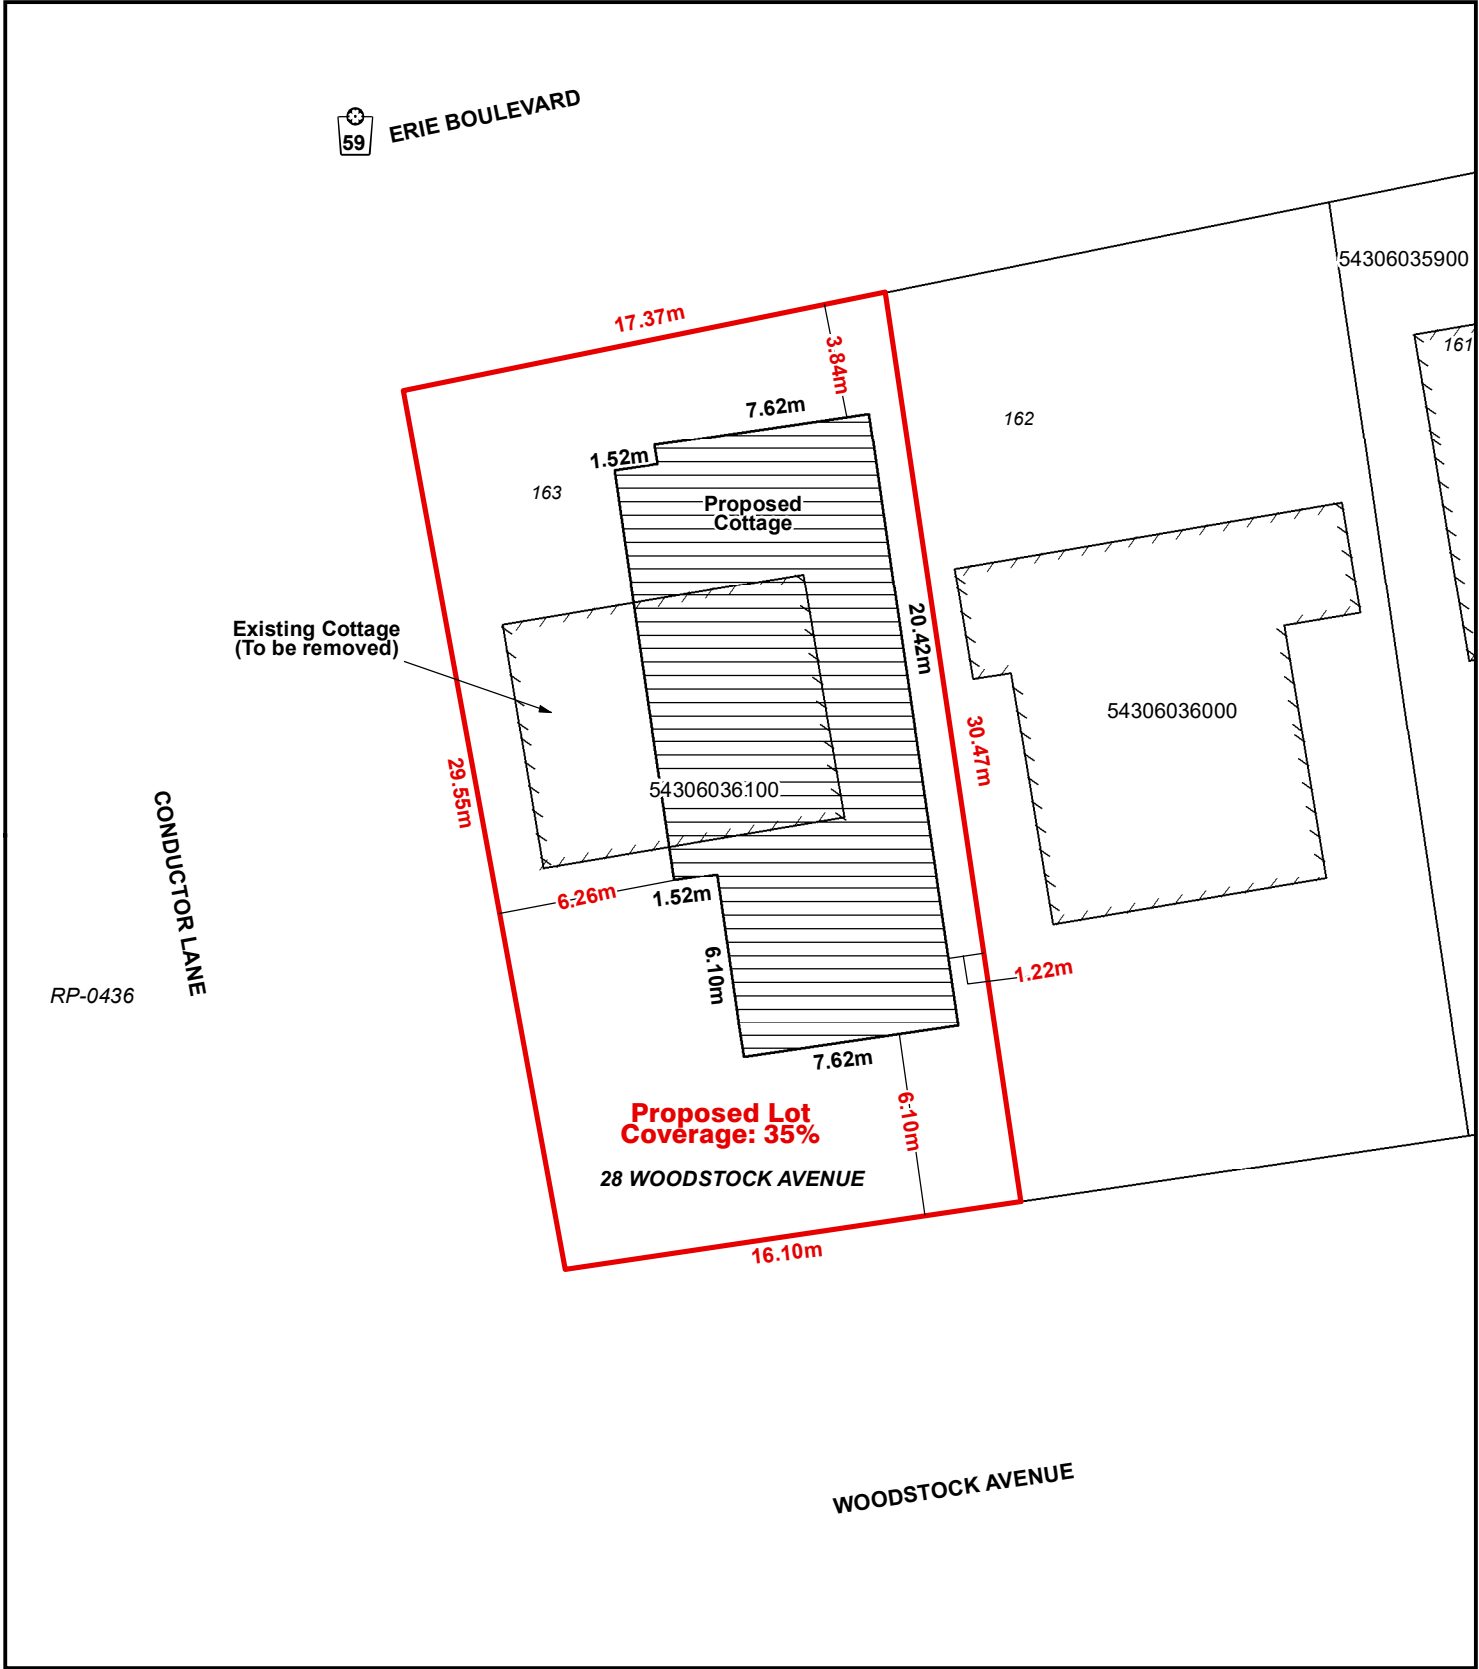 59
ERIE BOULEVARD
54306035900
17.37m
3.84m
161
7.62m
162
1.52m
163
Proposed
Cottage
Existing Cottage
(To be removed)
20.42m
54306036000
30.47m
29.55m
54306036100
CONDUCTOR LANE
6.26m
1.52m
6.10m
1.22m
RP-0436
7.62m
Proposed Lot
Coverage: 35%
6.10m
28 WOODSTOCK AVENUE
16.10m
WOODSTOCK AVENUE